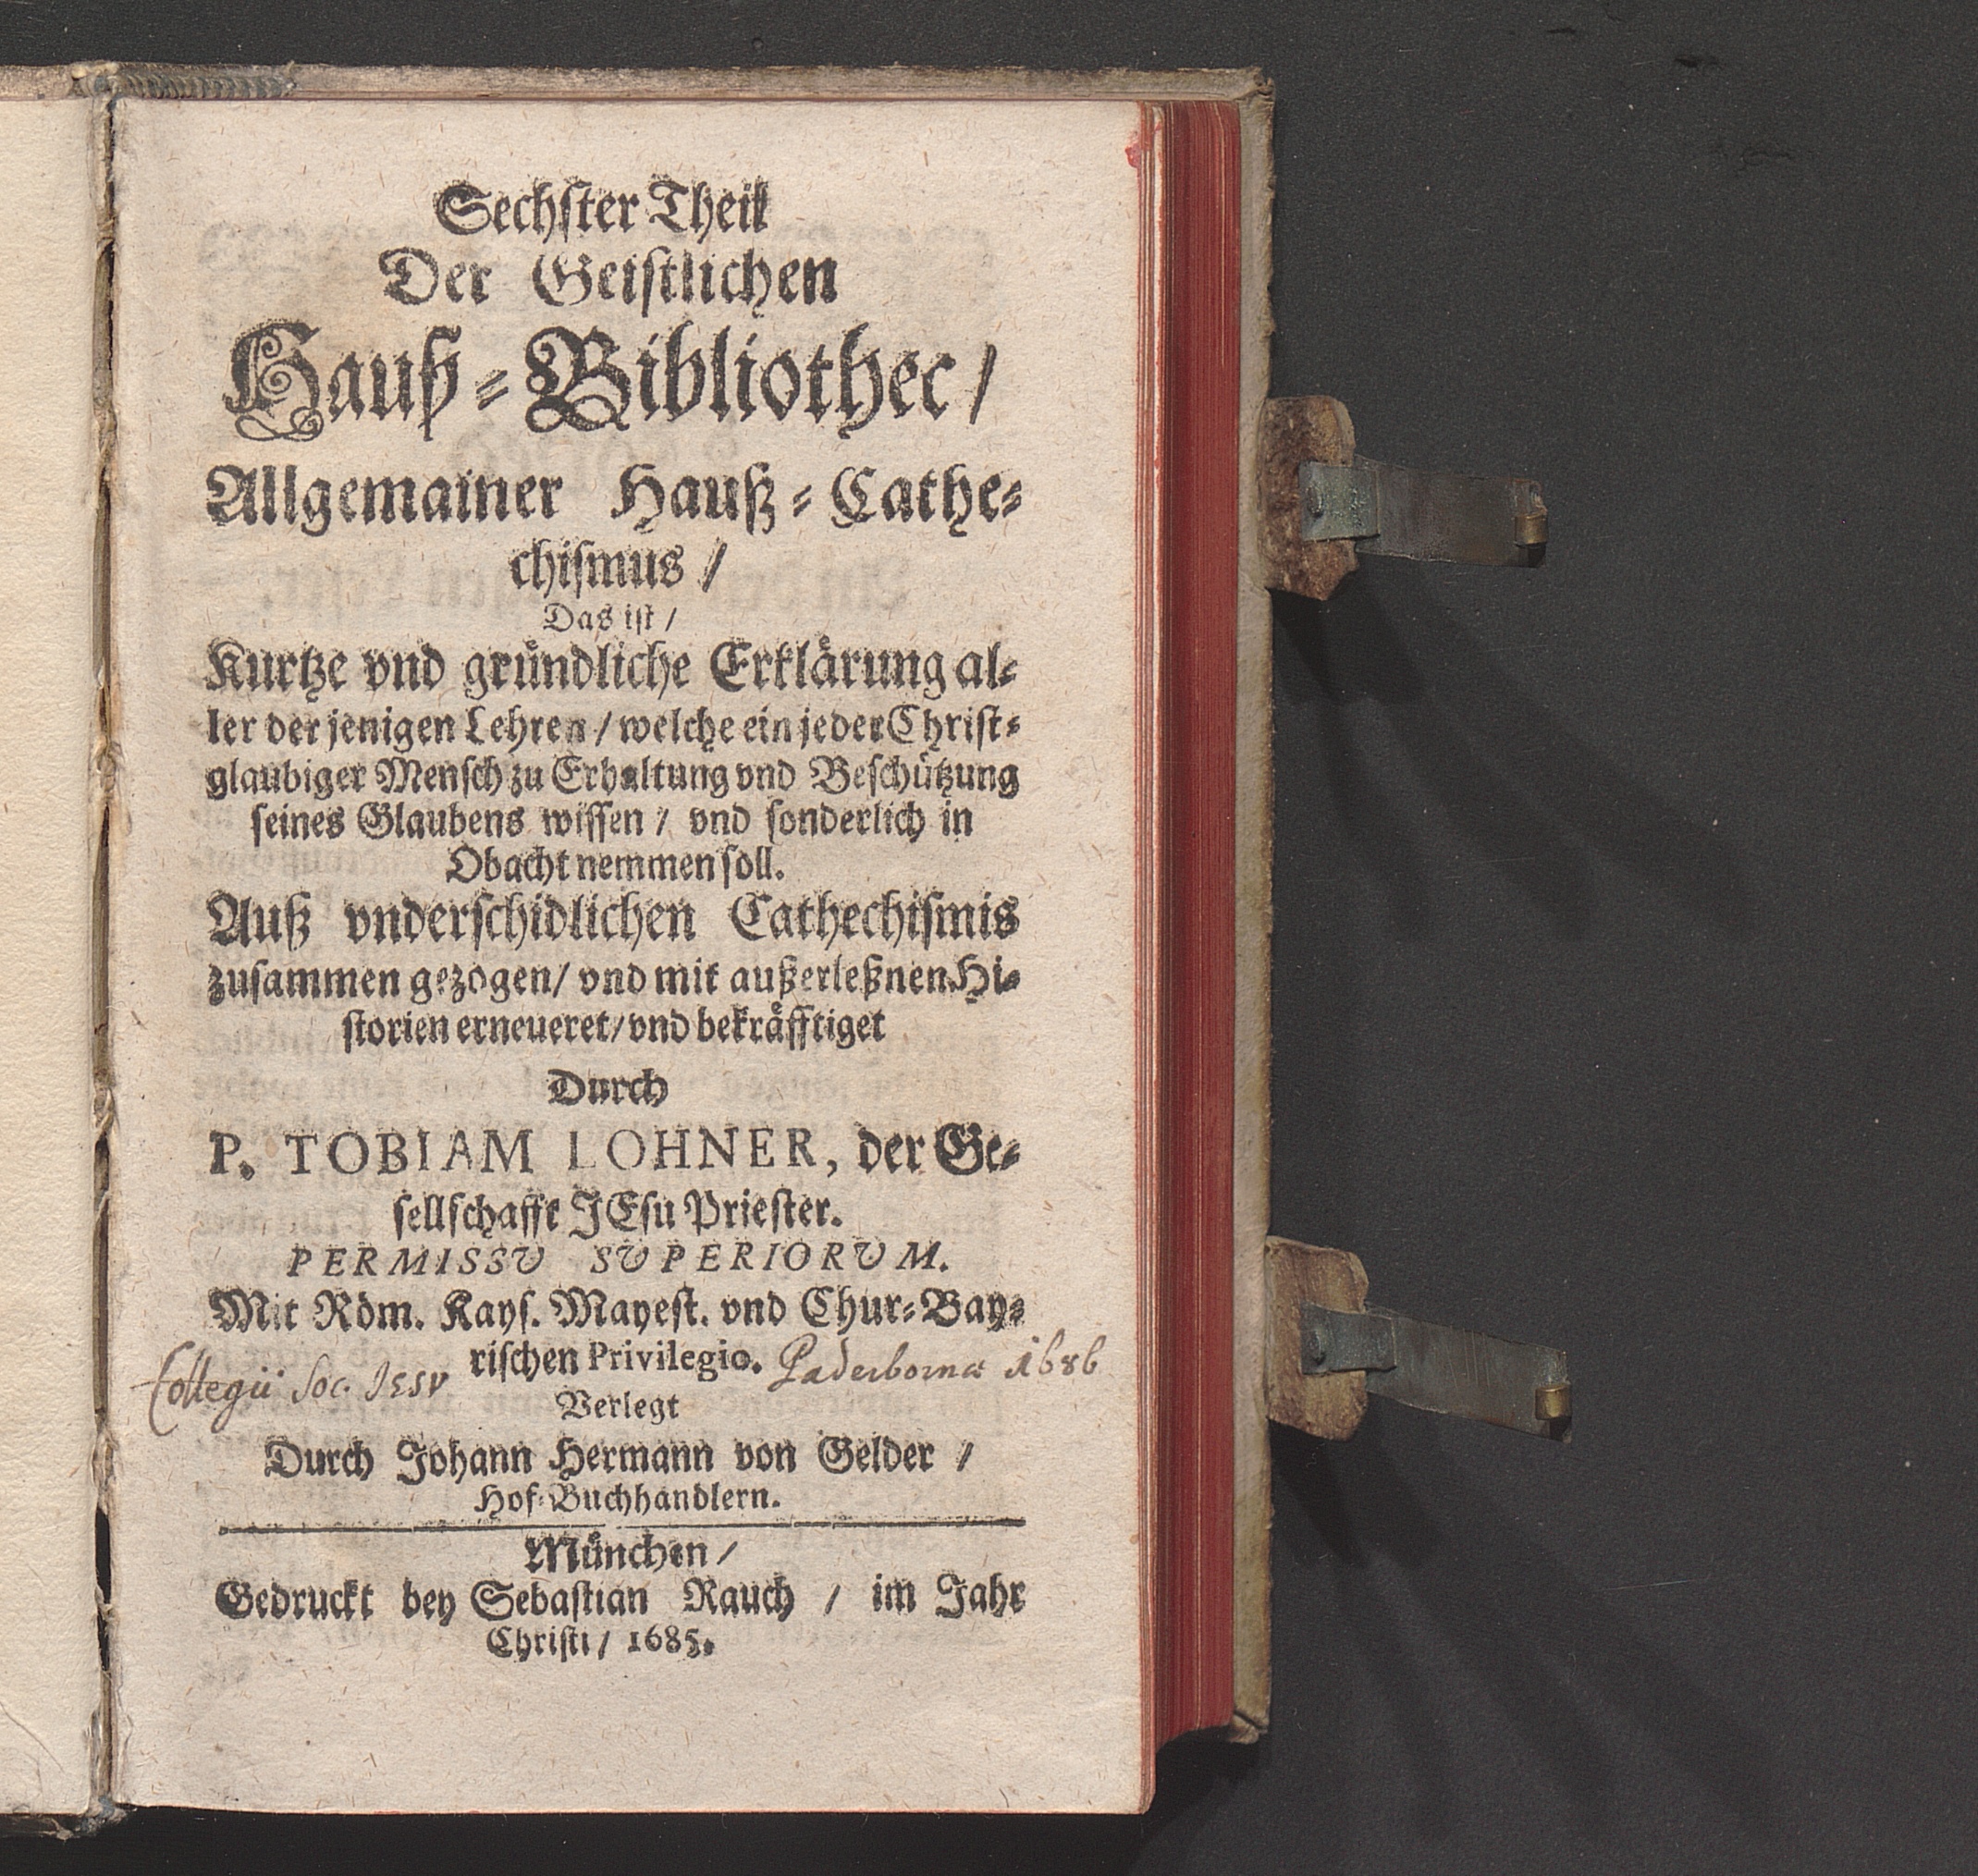 Sechster Theil
Der Geistlichen
Hauß-Bibliothec /
Allgemainer Hauß-Cathe-
chismus /
Das ist /
Kurtze vnd gründliche Erklärung al-
ler der jenigen Lehren / welche ein jeder Christ-
glaubiger Mensch zu Erhaltung vnd Beschützung
seines Glaubens wissen / vnd sonderlich in
Obacht nemmen soll.
Auß vnderschidlichen Cathechismis
zusammen gezogen / vnd mit außerleßnen Hi-
storien erneueret / vnd bekräfftiget
Durch
P. TOBIAM LOHNER, der Ge-
sellschafft JEsu Priester.
PERMISSU SUPERIORUM.
Mit Röm. Kays. Mayest. vnd Chur-Bay-
rischen Privilegio.
Collegii Soc. Jesv Paderbornæ 1686
Verlegt
Durch Johann Hermann von Gelder /
Hof-Buchhandlern.
München /
Gedruckt bey Sebastian Rauch / im Jahr
Christi / 1685.